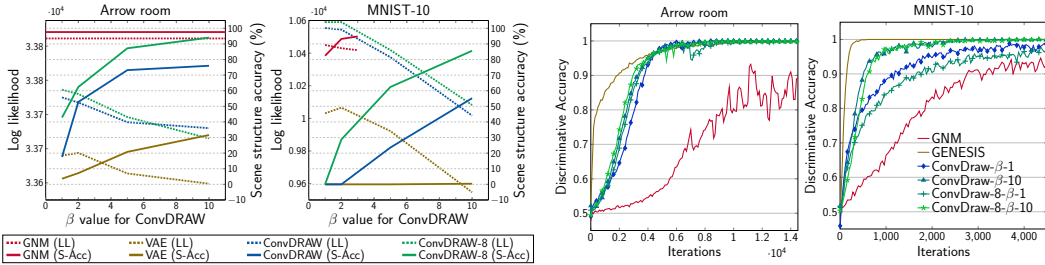 Arrow room
·10⁴
3.38
3.38
3.37
3.37
3.36
Log likelihood
100
90
80
70
60
50
40
30
20
10
0
−10
Scene structure accuracy (%)
0 2 4 6 8 10
β value for ConvDRAW
MNIST-10
·10⁴
1.06
1.04
1.02
1
0.98
0.96
Log likelihood
100
90
80
70
60
50
40
30
20
10
0
−10
Scene structure accuracy (%)
0 2 4 6 8 10
β value for ConvDRAW
GNM (LL) VAE (LL) ConvDRAW (LL) ConvDRAW-8 (LL)
GNM (S-Acc) VAE (S-Acc) ConvDRAW (S-Acc) ConvDRAW-8 (S-Acc)
Arrow room
1
0.9
0.8
0.7
0.6
0.5
Discriminative Accuracy
0 0.2 0.4 0.6 0.8 1 1.2 1.4
·10⁴
Iterations
MNIST-10
1
0.9
0.8
0.7
0.6
0.5
Discriminative Accuracy
GNM
GENESIS
ConvDraw-β-1
ConvDraw-β-10
ConvDraw-8-β-1
ConvDraw-8-β-10
0 1,000 2,000 3,000 4,000
Iterations